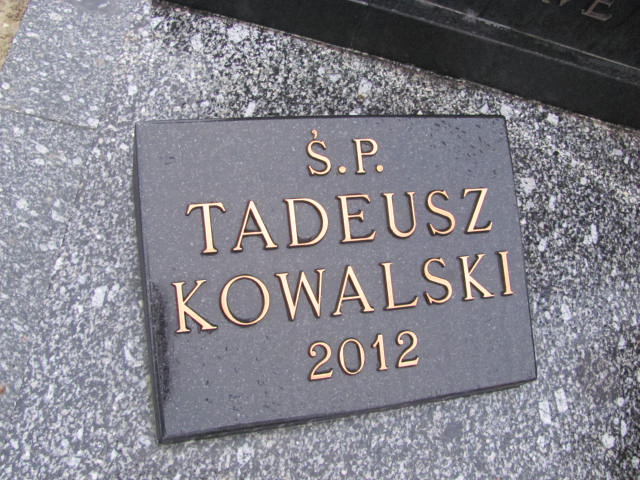 Ś.P.
TADEUSZ
KOWALSKI
2012